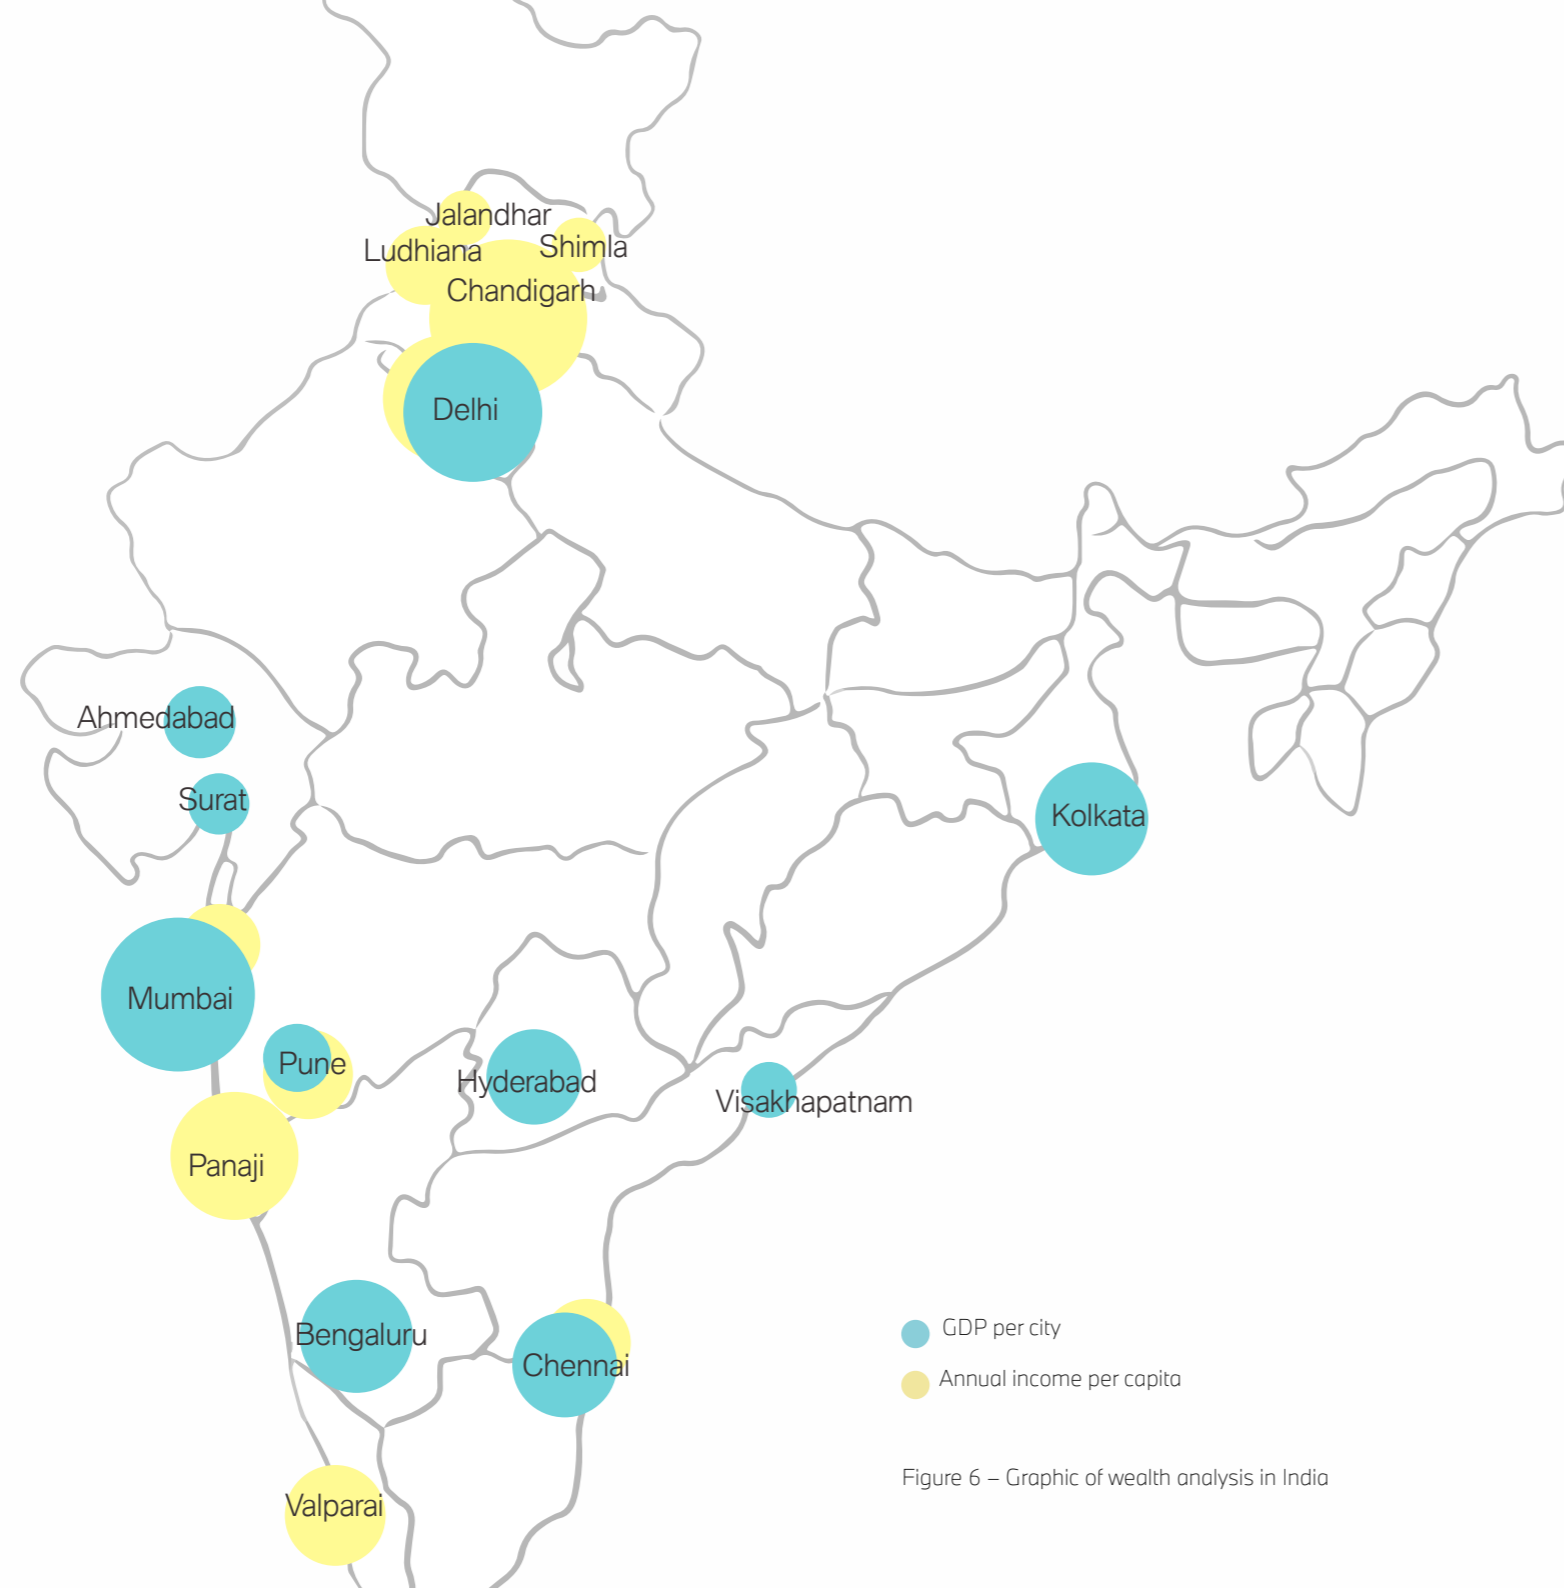 Jalandhar
Ludhiana
Shimla
Chandigarh
Delhi
Ahmedabad
Surat
Kolkata
Mumbai
Pune
Hyderabad
Visakhapatnam
Panaji
Bengaluru
Chennai
GDP per city
Annual income per capita
Figure 6 – Graphic of wealth analysis in India
Valparai